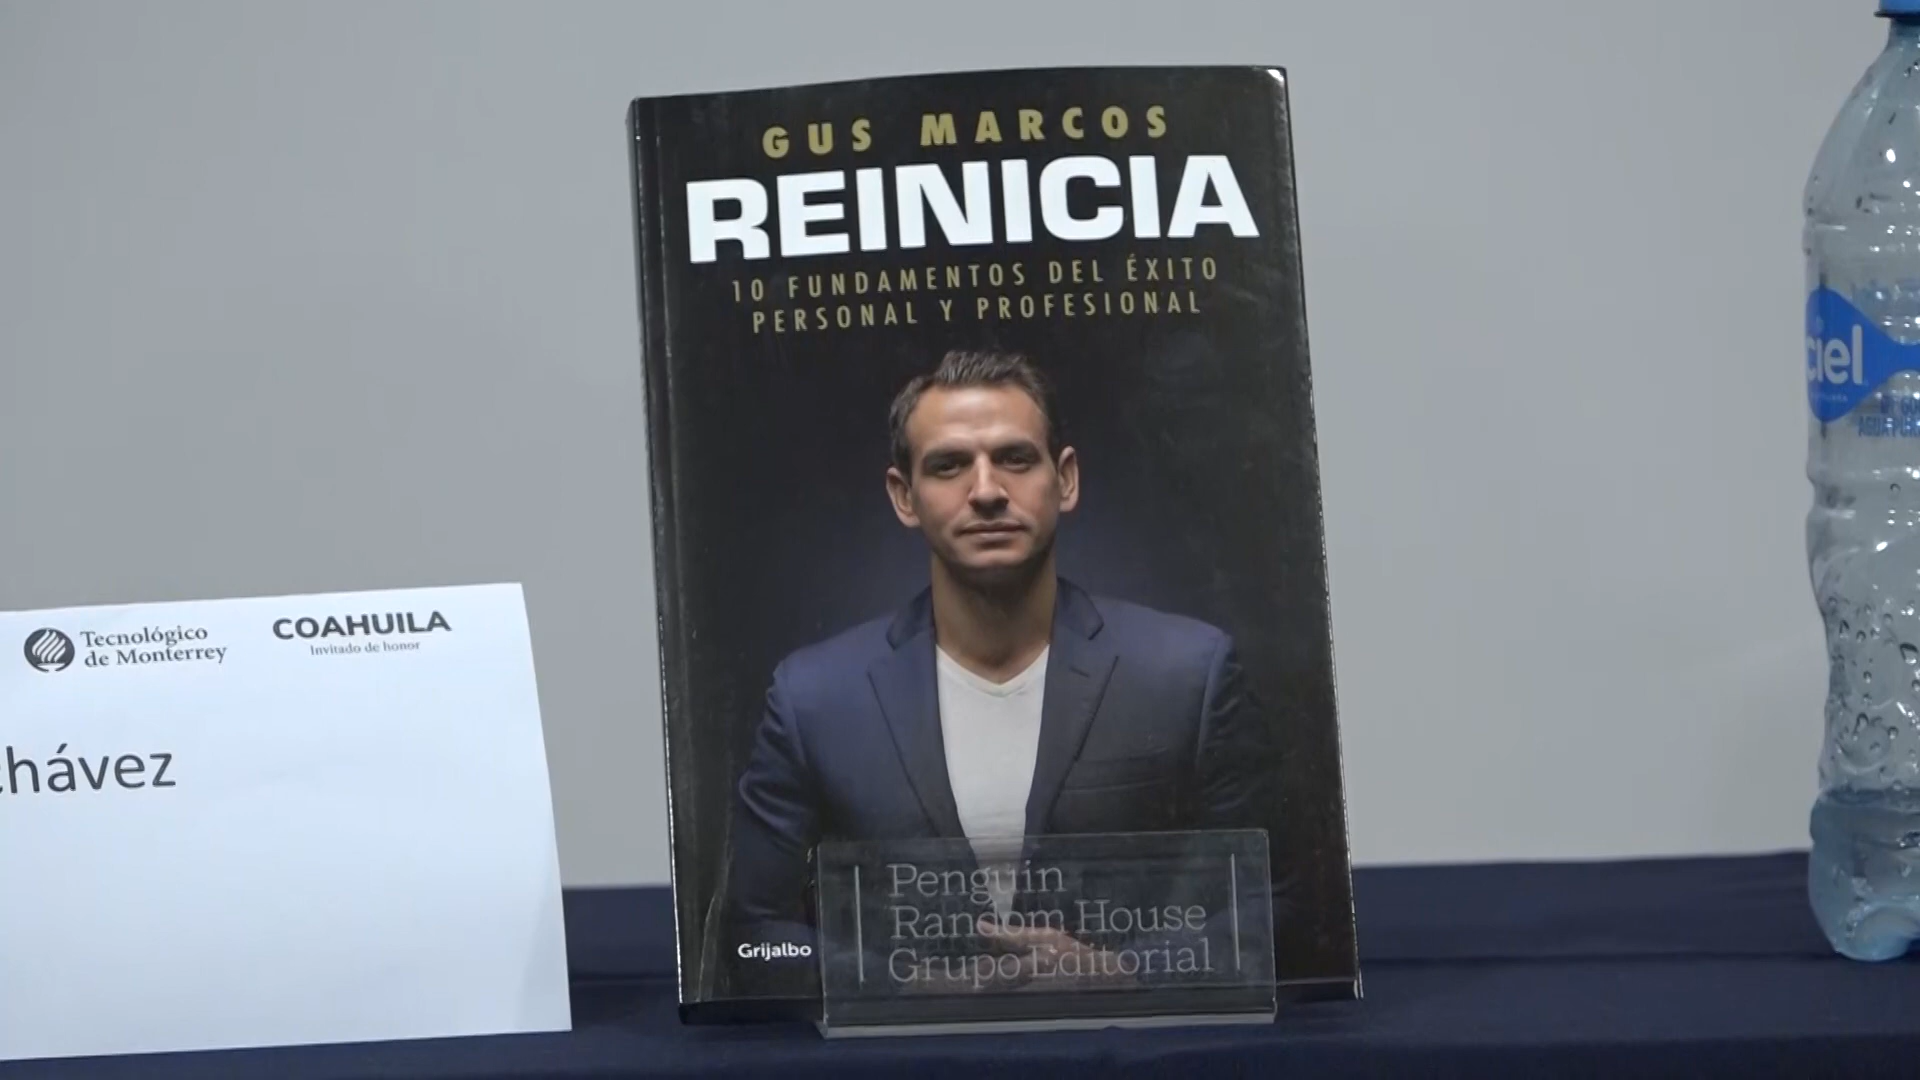 GUS MARCOS
REINICIA
10 FUNDAMENTOS DEL ÉXITO
PERSONAL Y PROFESIONAL
Grijalbo
Penguin
Random House
Grupo Editorial
Tecnológico
de Monterrey
COAHUILA
Invitado de honor
chávez
ciel